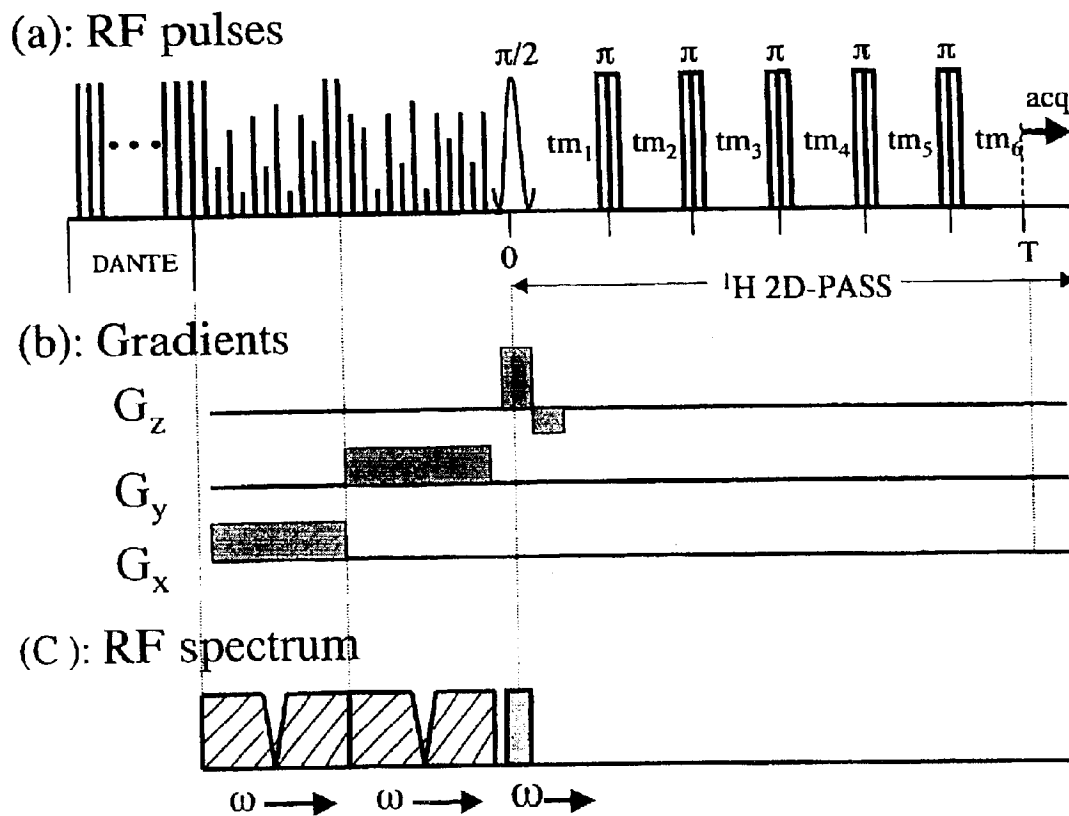 (a): RF pulses
π/2
π π π π π
acq
tm₁ tm₂ tm₃ tm₄ tm₅ tm₆
DANTE
0
T
¹H 2D-PASS
(b): Gradients
G_z
G_y
G_x
(C): RF spectrum
ω ω ω